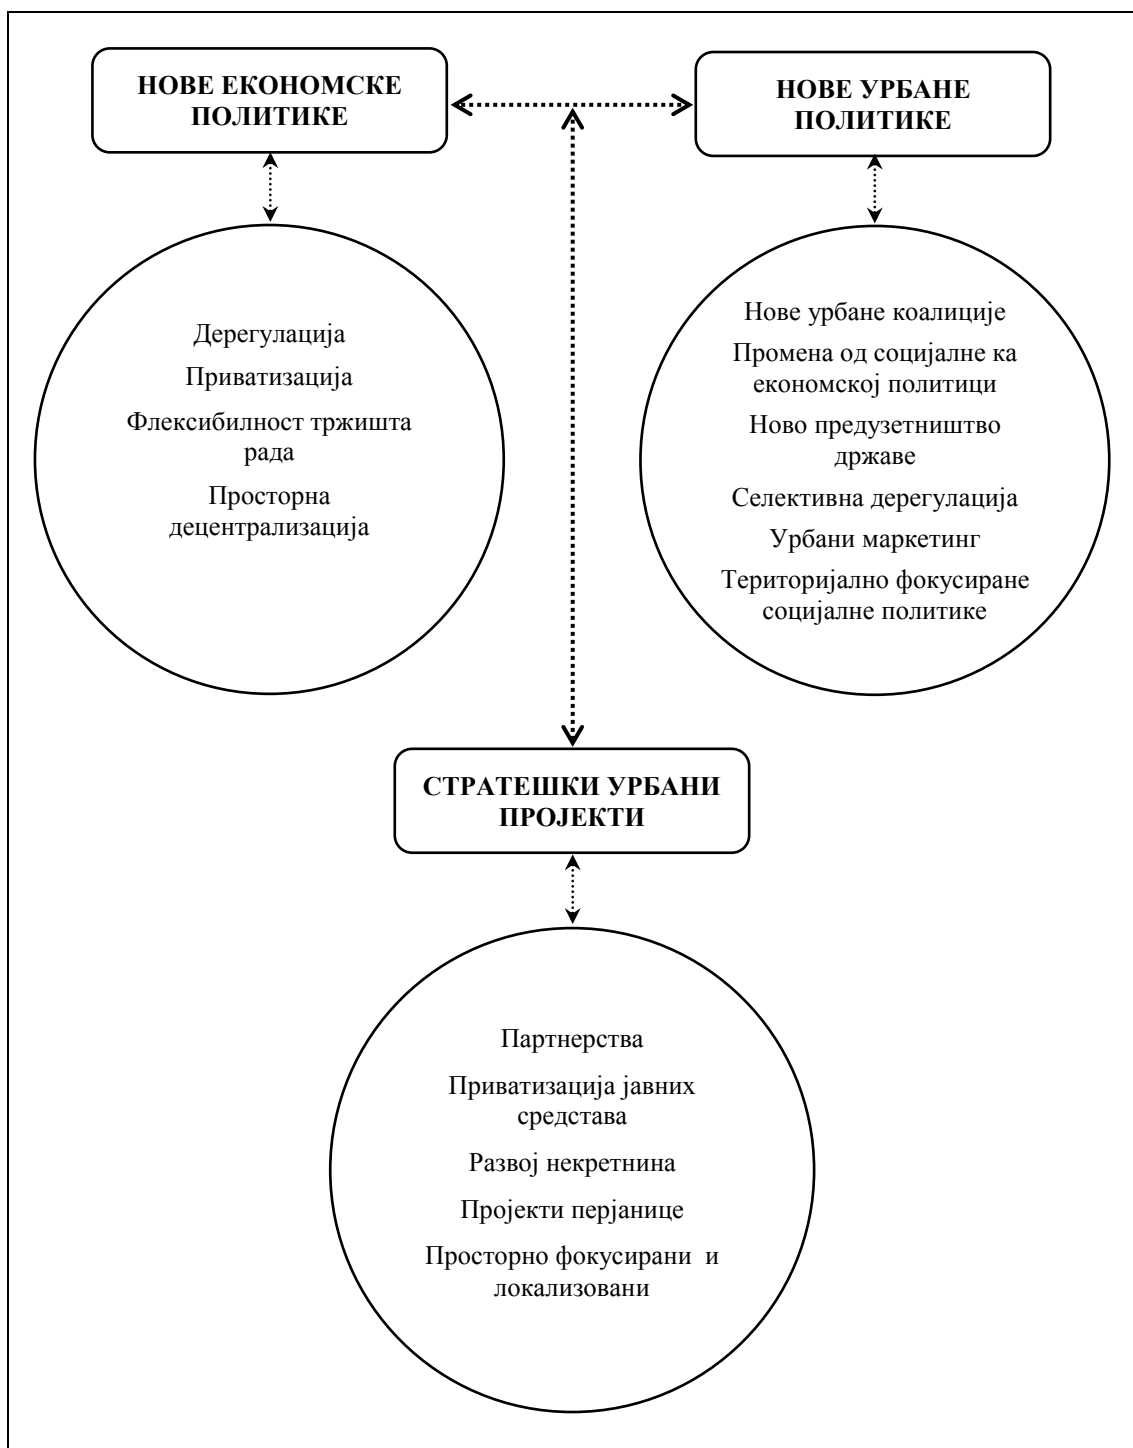 НОВЕ ЕКОНОМСКЕ
ПОЛИТИКЕ
НОВЕ УРБАНЕ
ПОЛИТИКЕ
Дерегулација
Приватизација
Флексибилност тржишта
рада
Просторна
децентрализација
Нове урбане коалиције
Промена од социјалне ка
економској политици
Ново предузетништво
државе
Селективна дерегулација
Урбани маркетинг
Територијално фокусиране
социјалне политике
СТРАТЕШКИ УРБАНИ
ПРОЈЕКТИ
Партнерства
Приватизација јавних
средстава
Развој некретнина
Пројекти перјанице
Просторно фокусирани и
локализовани